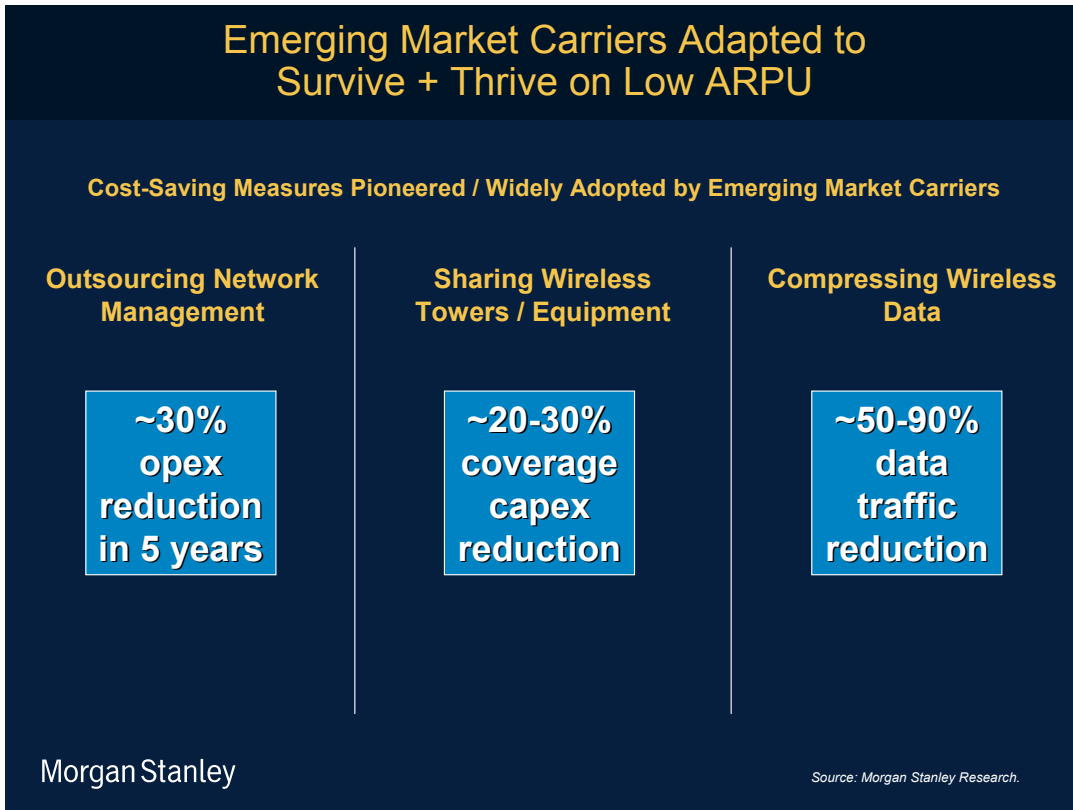 Emerging Market Carriers Adapted to
Survive + Thrive on Low ARPU
Cost-Saving Measures Pioneered / Widely Adopted by Emerging Market Carriers
Outsourcing Network
Management
~30%
opex
reduction
in 5 years
Sharing Wireless
Towers / Equipment
~20-30%
coverage
capex
reduction
Compressing Wireless
Data
~50-90%
data
traffic
reduction
Morgan Stanley
Source: Morgan Stanley Research.